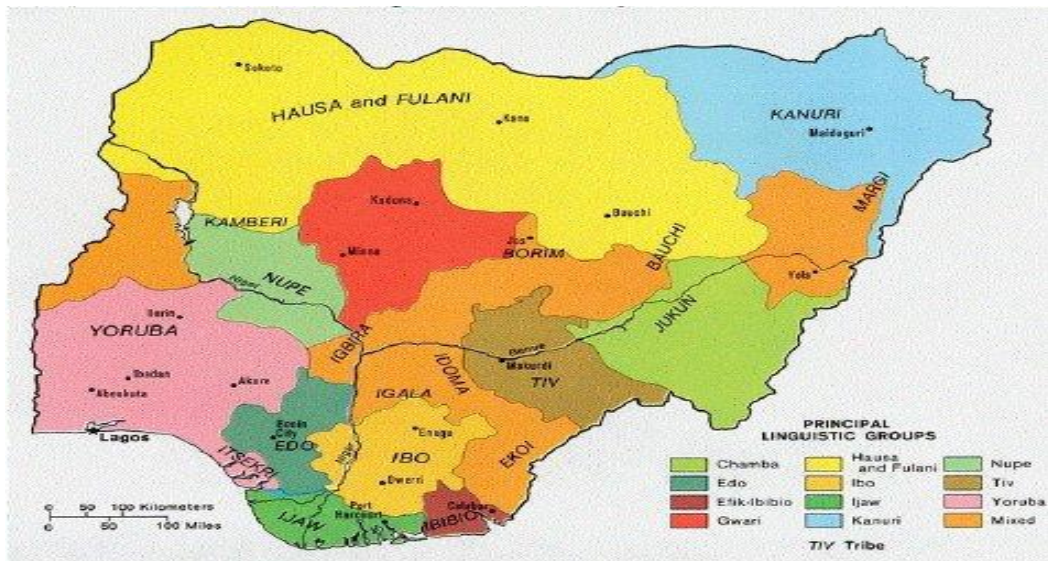 Sokoto
HAUSA and FULANI
Kano
KANURI
Maiduguri
Kaduna
MARGI
KAMBERI
Bauchi
Jos
BORIM
BAUCHI
Minna
Yola
NUPE
Niger
JUKUN
Ilorin
YORUBA
IGBIRA
Benue
Makurdi
IDOMA
TIV
Ibadan
Akure
Abeokuta
IGALA
Lagos
Benin
City
EDO
Enugu
Niger
IBO
EKOI
ITSEKRI
Owerri
Port
Harcourt
Calabar
IJAW
IBIBIO
0 50 100 Kilometers
0 50 100 Miles
PRINCIPAL
LINGUISTIC GROUPS
Chamba
Edo
Efik-Ibibio
Gwari
Hausa
and Fulani
Ibo
Ijaw
Kanuri
Nupe
Tiv
Yoruba
Mixed
TIV Tribe